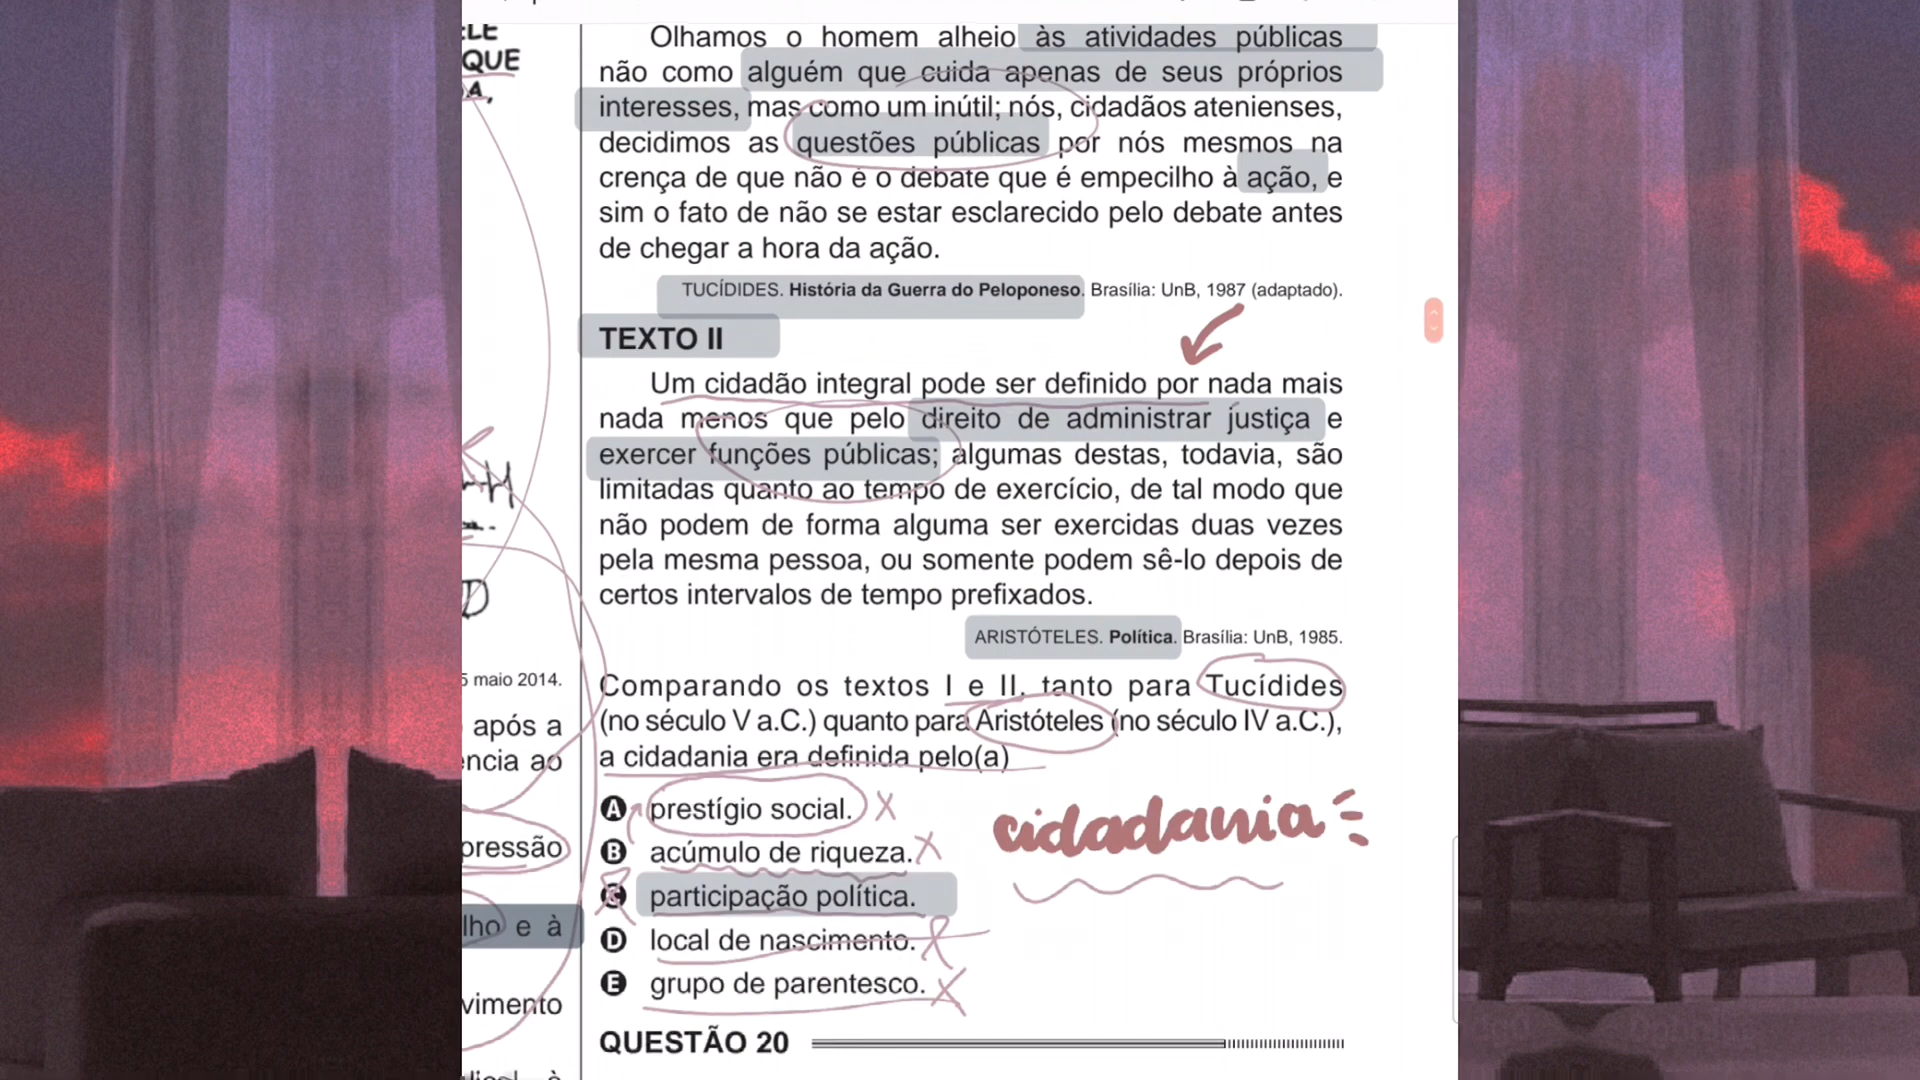 ELE
QUE
A,
5 maio 2014.
após a
ência ao
pressão
lho e à
vimento
Olhamos o homem alheio às atividades públicas
não como alguém que cuida apenas de seus próprios
interesses, mas como um inútil; nós, cidadãos atenienses,
decidimos as questões públicas por nós mesmos na
crença de que não é o debate que é empecilho à ação, e
sim o fato de não se estar esclarecido pelo debate antes
de chegar a hora da ação.
TUCÍDIDES. História da Guerra do Peloponeso. Brasília: UnB, 1987 (adaptado).
TEXTO II
Um cidadão integral pode ser definido por nada mais
nada menos que pelo direito de administrar justiça e
exercer funções públicas; algumas destas, todavia, são
limitadas quanto ao tempo de exercício, de tal modo que
não podem de forma alguma ser exercidas duas vezes
pela mesma pessoa, ou somente podem sê-lo depois de
certos intervalos de tempo prefixados.
ARISTÓTELES. Política. Brasília: UnB, 1985.
Comparando os textos I e II, tanto para Tucídides
(no século V a.C.) quanto para Aristóteles (no século IV a.C.),
a cidadania era definida pelo(a)
A prestígio social.
B acúmulo de riqueza.
C participação política.
D local de nascimento.
E grupo de parentesco.
cidadania
QUESTÃO 20